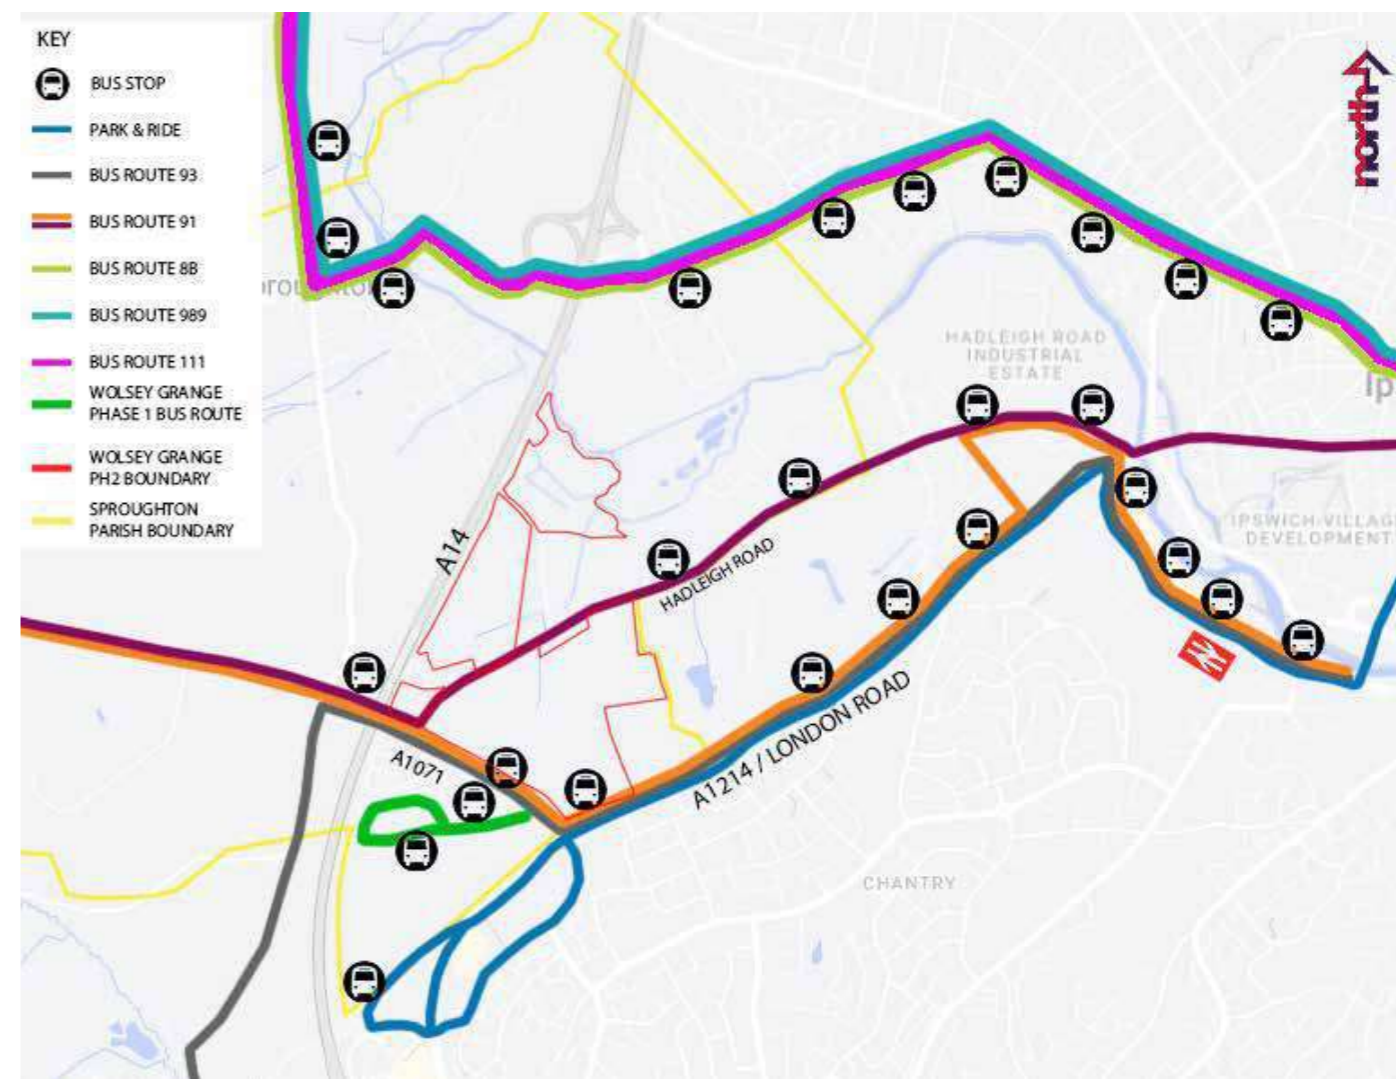 KEY
BUS STOP
PARK & RIDE
BUS ROUTE 93
BUS ROUTE 91
BUS ROUTE 8B
BUS ROUTE 989
BUS ROUTE 111
WOLSEY GRANGE
PHASE 1 BUS ROUTE
WOLSEY GRANGE
PH2 BOUNDARY
SPROUGHTON
PARISH BOUNDARY
north
HADLEIGH ROAD
INDUSTRIAL
ESTATE
Ip
A14
HADLEIGH ROAD
IPSWICH VILLAG
DEVELOPMENT
A1071
A1214 / LONDON ROAD
CHANTRY